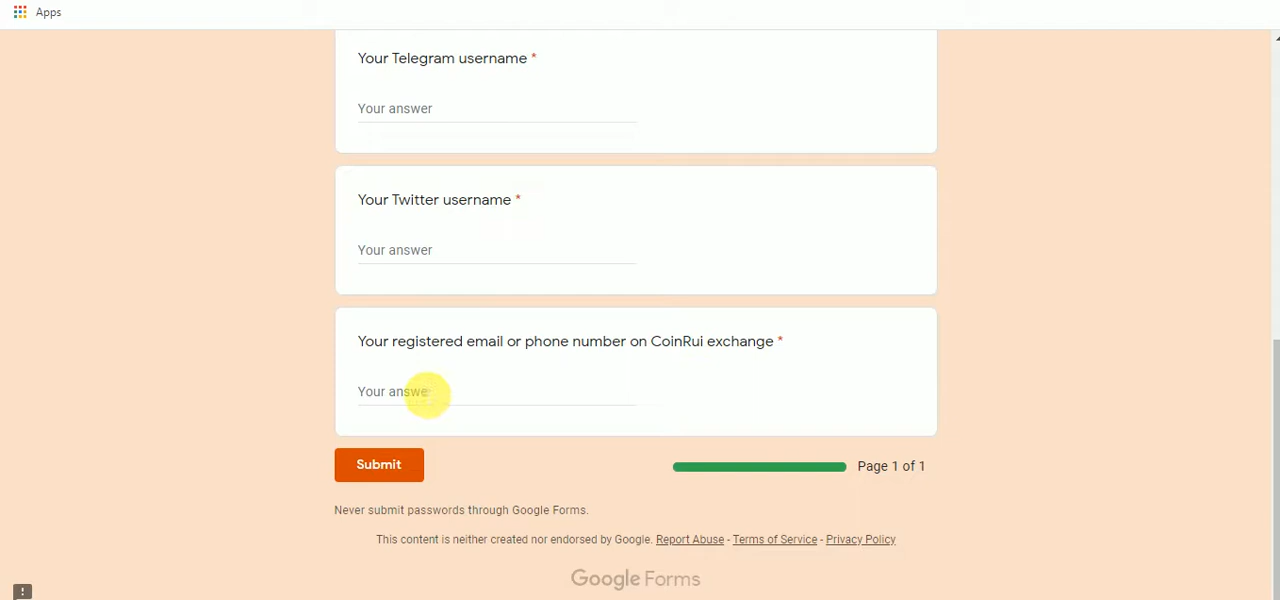 Apps
Your Telegram username *
Your answer
Your Twitter username *
Your answer
Your registered email or phone number on CoinRui exchange *
Your answe
Submit
Page 1 of 1
Never submit passwords through Google Forms.
This content is neither created nor endorsed by Google. Report Abuse - Terms of Service - Privacy Policy
Google Forms
!